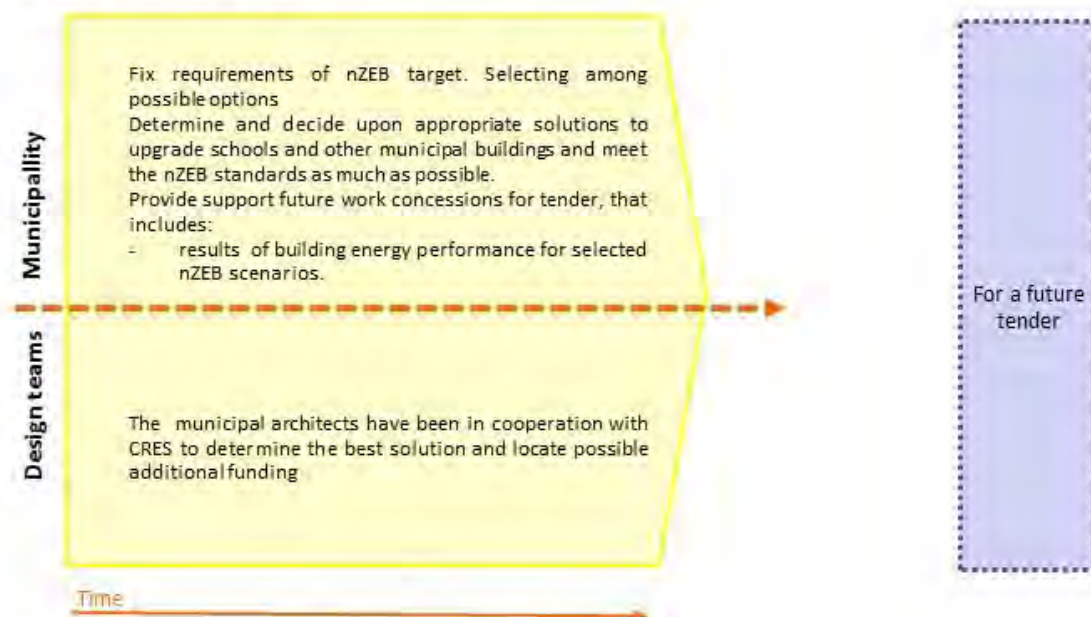 Municipallity
Fix requirements of nZEB target. Selecting among
possible options
Determine and decide upon appropriate solutions to
upgrade schools and other municipal buildings and meet
the nZEB standards as much as possible.
Provide support future work concessions for tender, that
includes:
- results of building energy performance for selected
nZEB scenarios.
For a future
tender
Design teams
The municipal architects have been in cooperation with
CRES to determine the best solution and locate possible
additional funding
Time